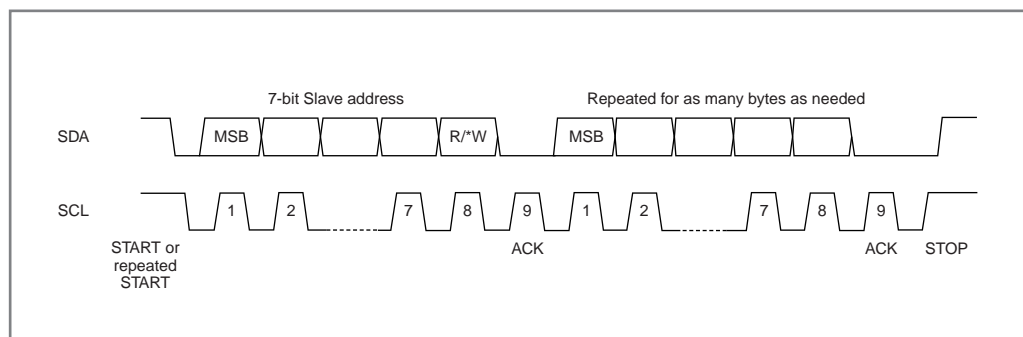 7-bit Slave address
Repeated for as many bytes as needed
SDA
MSB
R/*W
MSB
SCL
1
2
7
8
9
1
2
7
8
9
START or
repeated
START
ACK
ACK
STOP